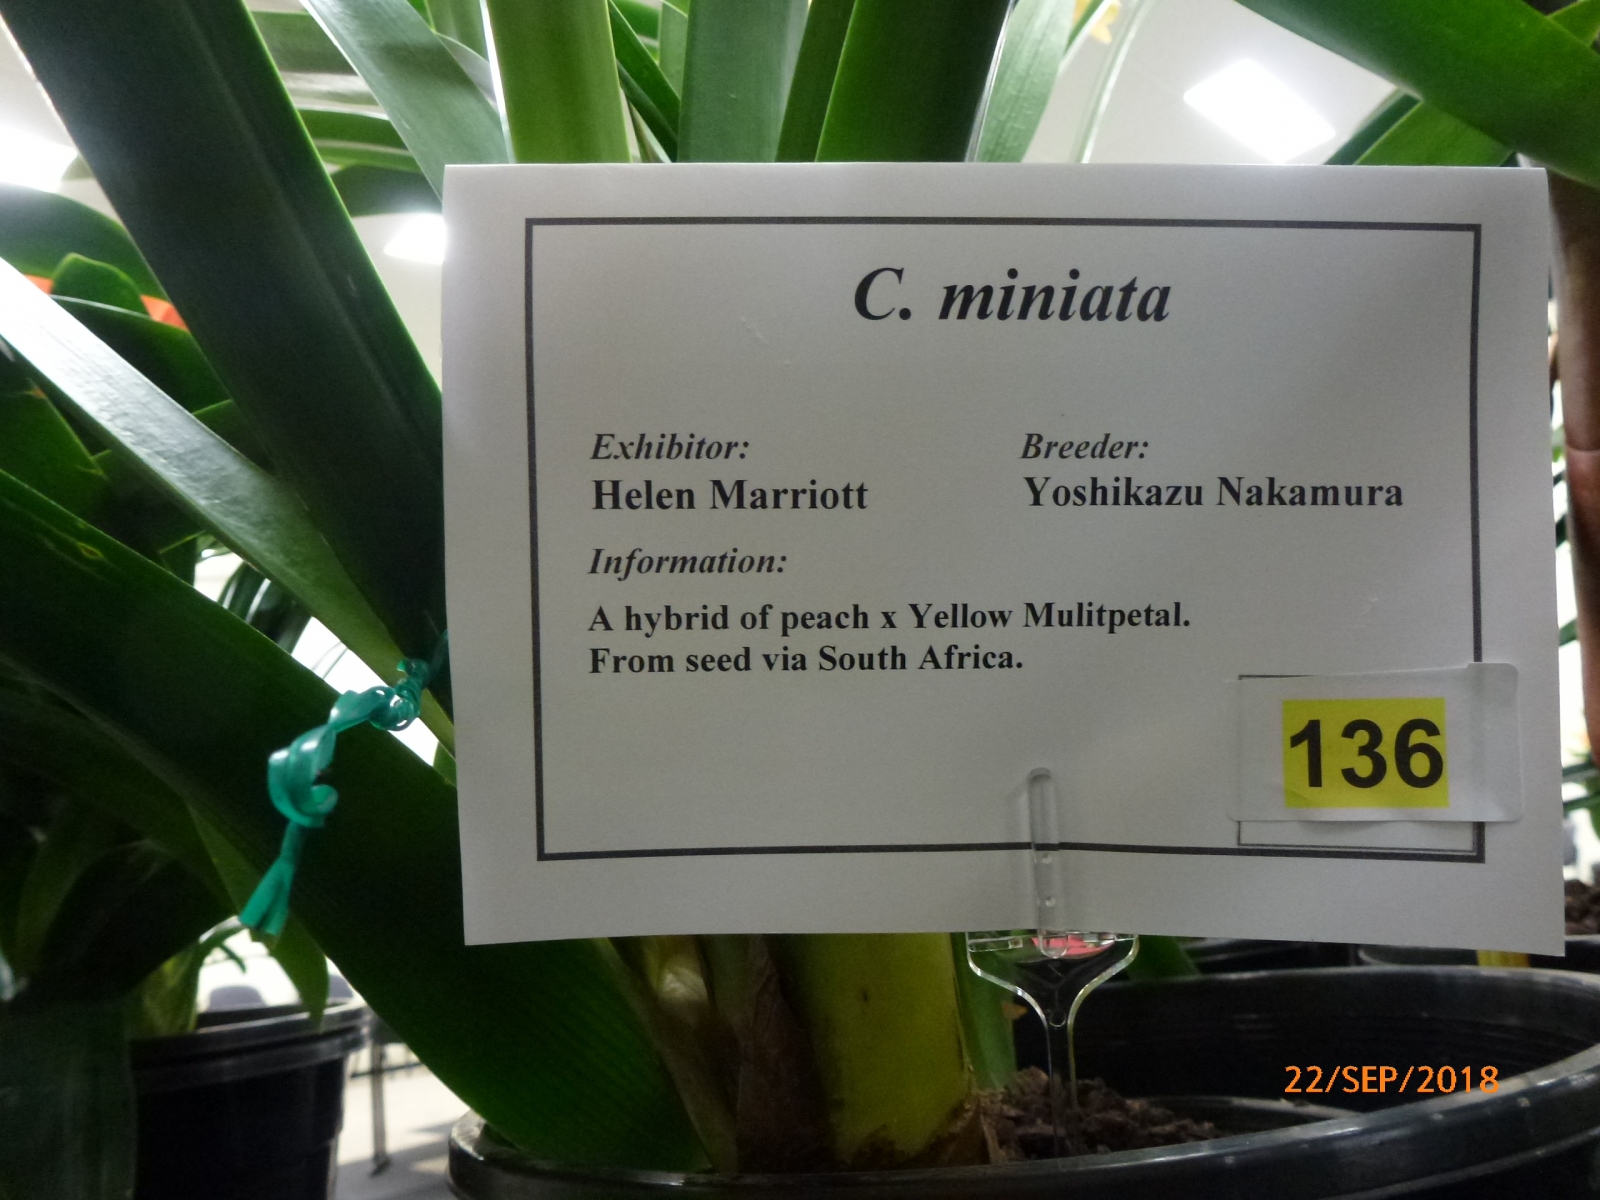 C. miniata
Exhibitor:
Breeder:
Helen Marriott
Yoshikazu Nakamura
Information:
A hybrid of peach x Yellow Mulitpetal.
From seed via South Africa.
136
22/SEP/2018